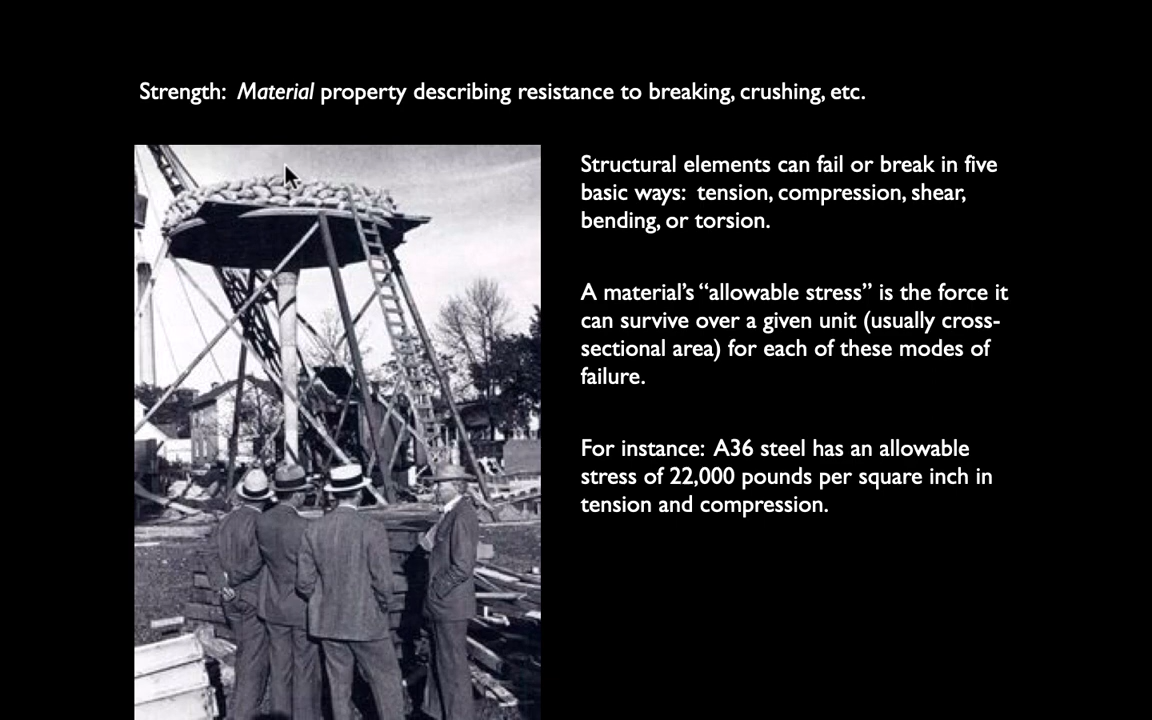 Strength:  Material property describing resistance to breaking, crushing, etc.
Structural elements can fail or break in five
basic ways:  tension, compression, shear,
bending, or torsion.
A material’s “allowable stress” is the force it
can survive over a given unit (usually cross-
sectional area) for each of these modes of
failure.
For instance:  A36 steel has an allowable
stress of 22,000 pounds per square inch in
tension and compression.